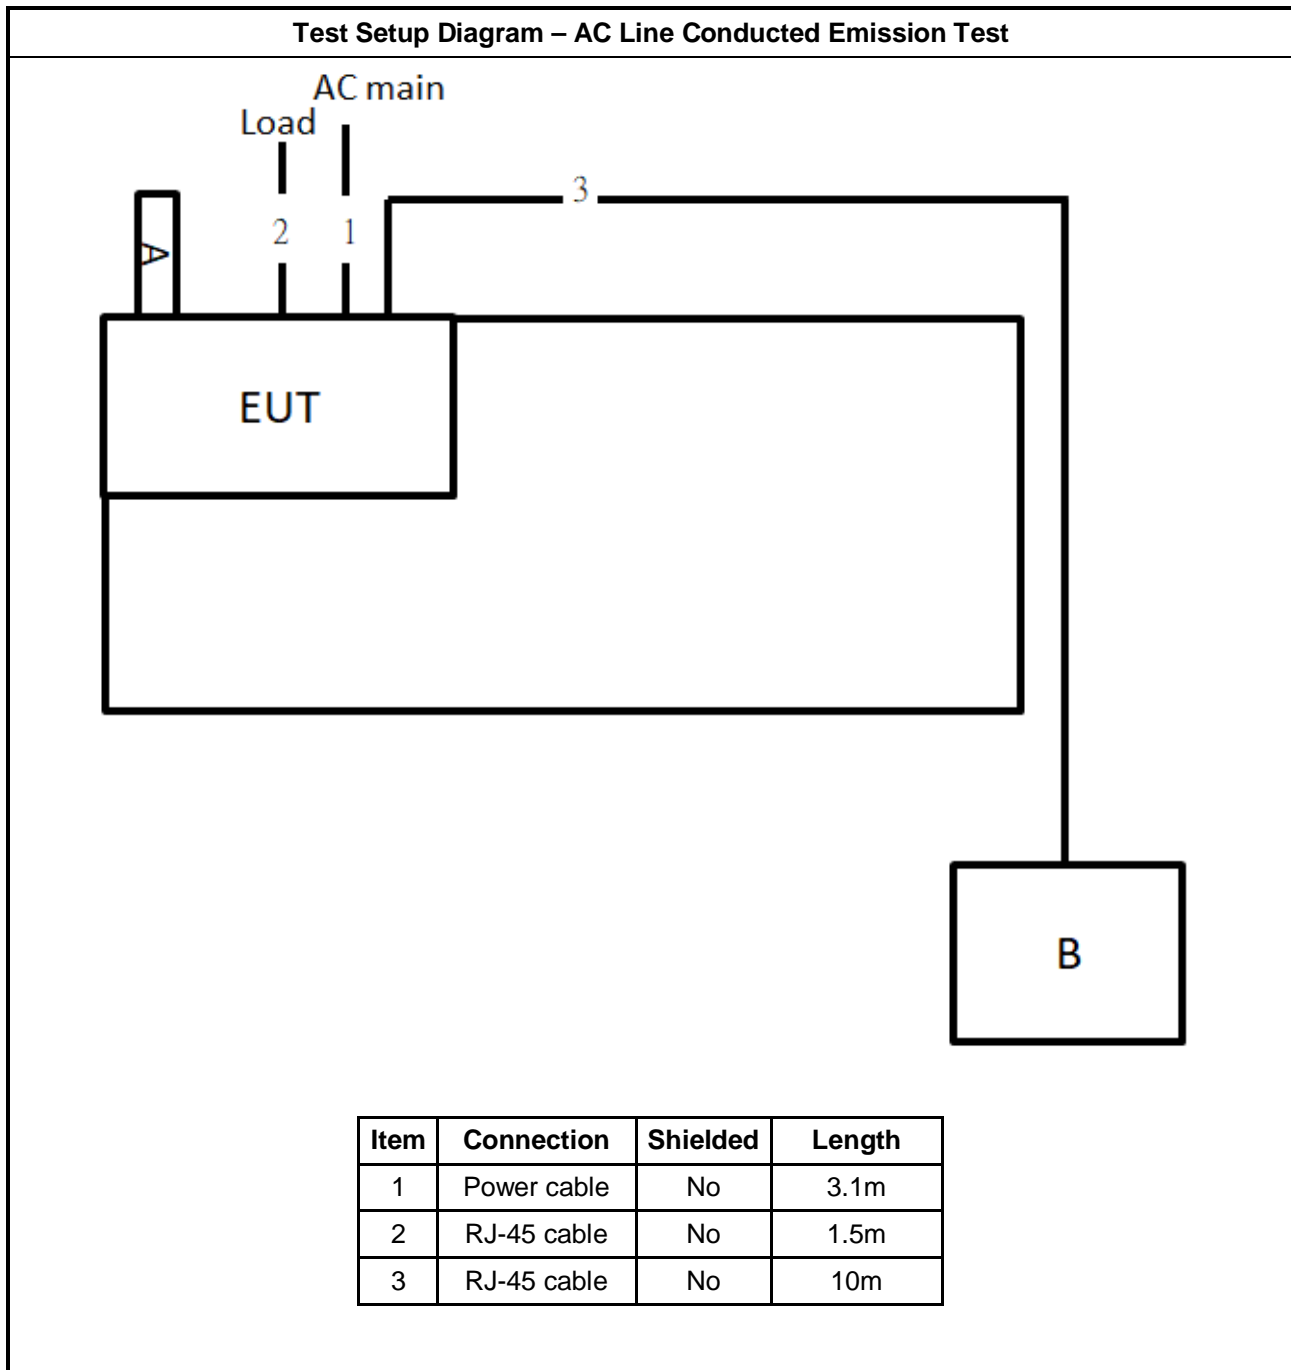 Test Setup Diagram – AC Line Conducted Emission Test
AC main
Load
3
A
2
1
EUT
B
Item Connection Shielded Length
1 Power cable No 3.1m
2 RJ-45 cable No 1.5m
3 RJ-45 cable No 10m